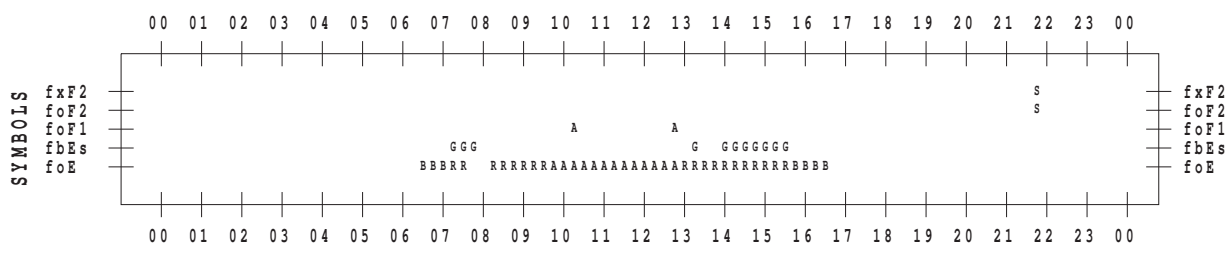 00 01 02 03 04 05 06 07 08 09 10 11 12 13 14 15 16 17 18 19 20 21 22 23 00
SYMBOLS
fxF2 S fxF2
foF2 S foF2
foF1 A A foF1
fbEs GGG G GGGGGGG fbEs
foE BBBRR RRRRRRAAAAAAAAAAAAARRRRRRRRRRRBBBB foE
00 01 02 03 04 05 06 07 08 09 10 11 12 13 14 15 16 17 18 19 20 21 22 23 00